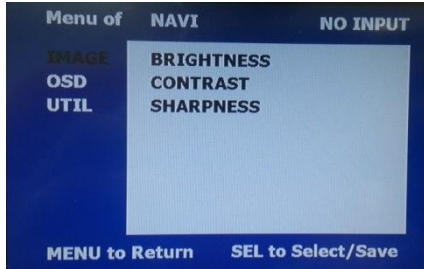 Menu of NAVI NO INPUT
IMAGE BRIGHTNESS
OSD CONTRAST
UTIL SHARPNESS
MENU to Return SEL to Select/Save